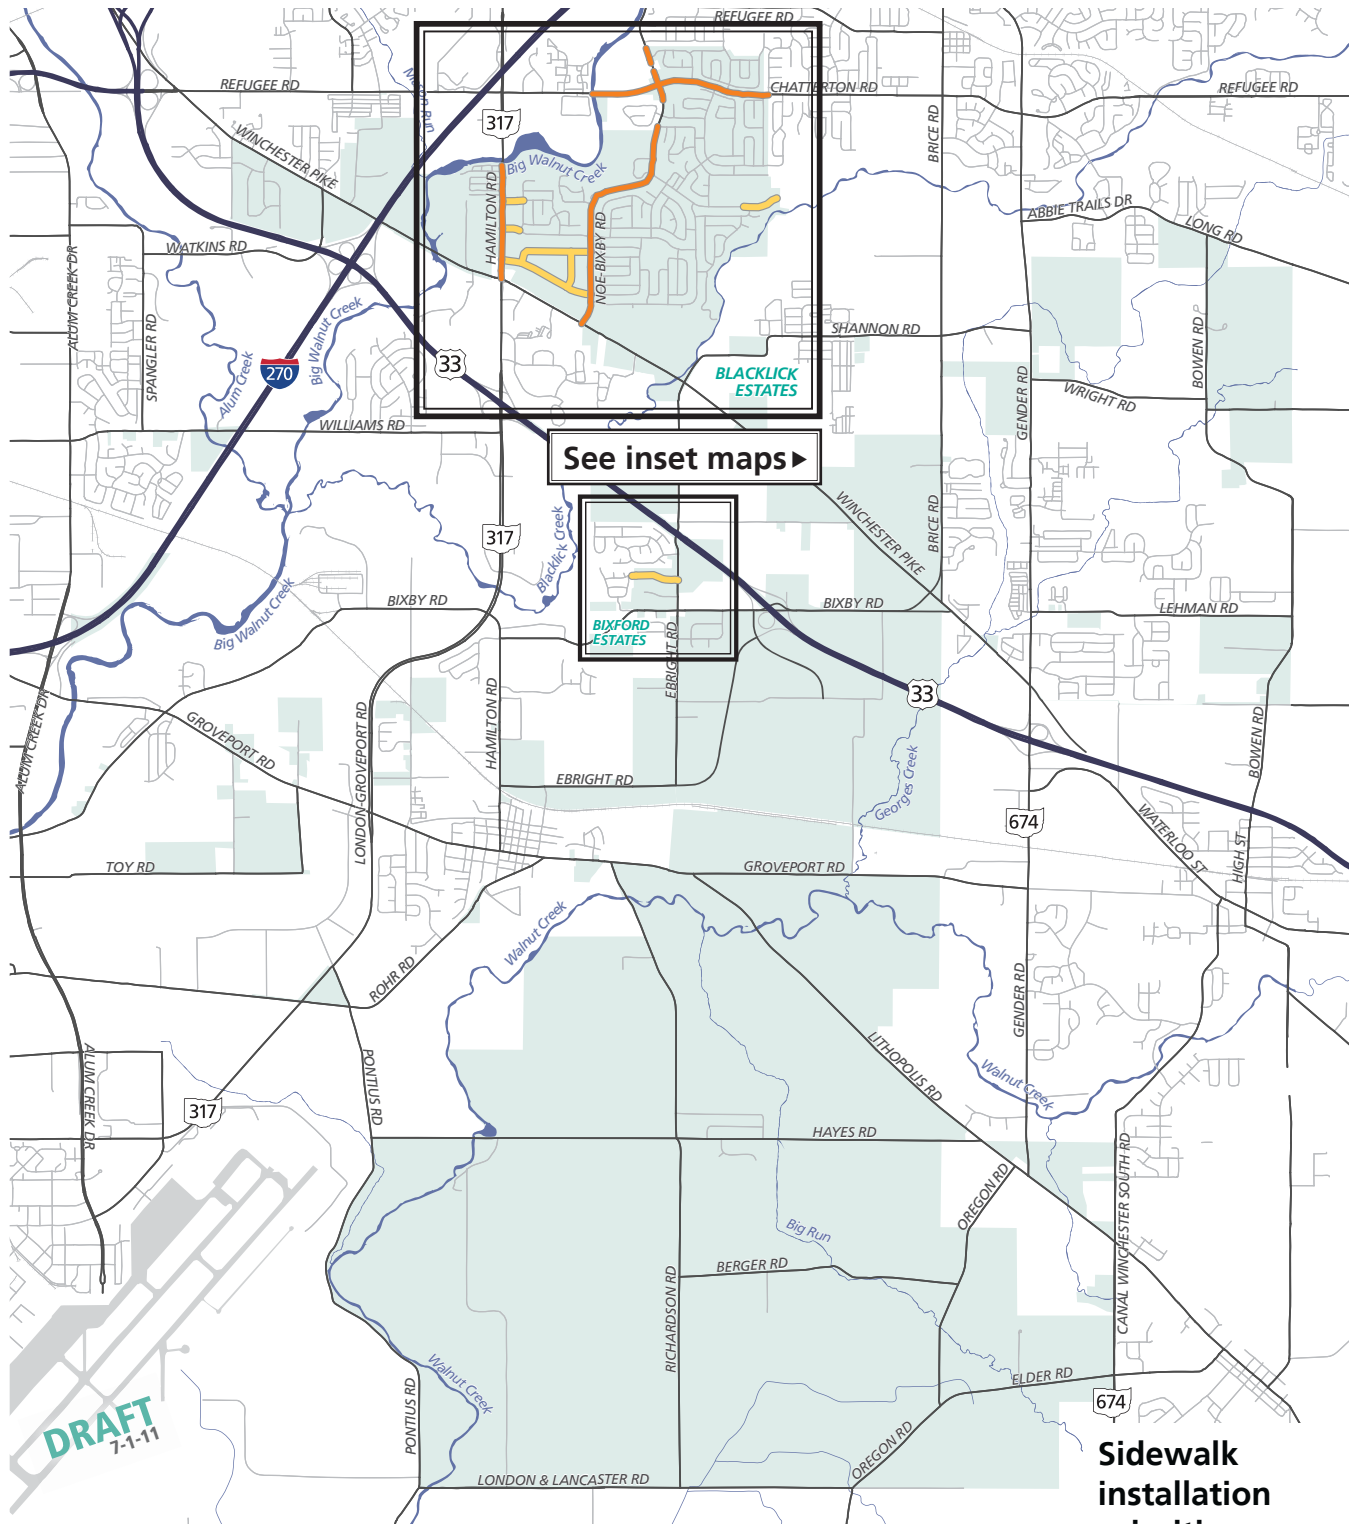 REFUGEE RD
REFUGEE RD
CHATTERTON RD
REFUGEE RD
Mason Run
317
BRICE RD
WINCHESTER PIKE
Big Walnut Creek
HAMILTON RD
NOE-BIXBY RD
ABBIE TRAILS DR
LONG RD
WATKINS RD
ALUM CREEK DR
SPANGLER RD
Big Walnut Creek
SHANNON RD
BOWEN RD
270
Alum Creek
33
BLACKLICK
ESTATES
GENDER RD
WRIGHT RD
WILLIAMS RD
See inset maps
WINCHESTER PIKE
BRICE RD
317
Blacklick Creek
Big Walnut Creek
BIXBY RD
BIXBY RD
LEHMAN RD
BIXFORD
ESTATES
EBRIGHT RD
33
ALUM CREEK DR
GROVEPORT RD
LONDON-GROVEPORT RD
HAMILTON RD
BOWEN RD
EBRIGHT RD
Georges Creek
674
WATERLOO ST
HIGH ST
TOY RD
GROVEPORT RD
Walnut Creek
ROHR RD
GENDER RD
LITHOPOLIS RD
Walnut Creek
ALUM CREEK DR
PONTIUS RD
317
HAYES RD
CANAL WINCHESTER SOUTH RD
OREGON RD
Big Run
BERGER RD
RICHARDSON RD
Walnut Creek
ELDER RD
674
DRAFT
7-1-11
PONTIUS RD
OREGON RD
LONDON & LANCASTER RD
Sidewalk
installation